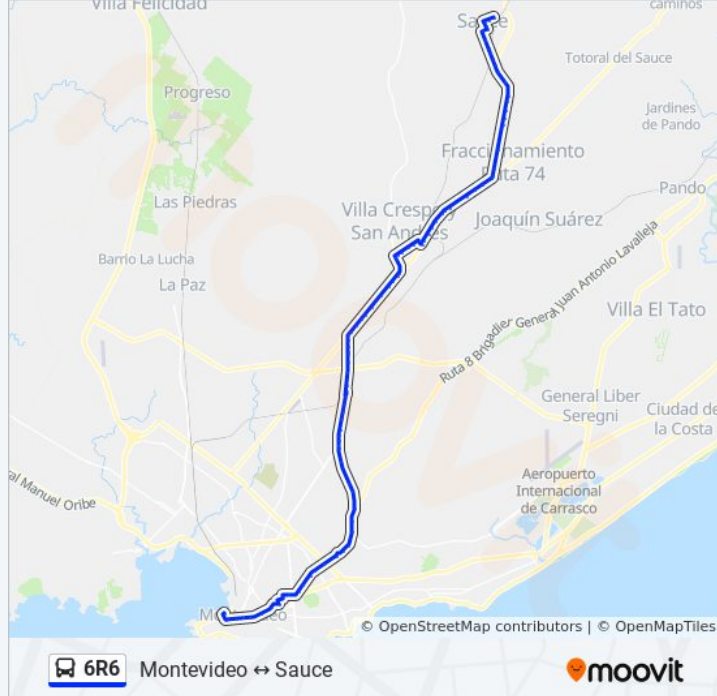 Villa Felicidad
Sauce
caminos
Totoral del Sauce
Progreso
Jardines
de Pando
Fraccionamiento
Ruta 74
Pando
Las Piedras
Villa Crespo y
San Andrés
Joaquín Suárez
Barrio La Lucha
La Paz
Ruta 8 Brigadier General Juan Antonio Lavalleja
Villa El Tato
General Liber
Seregni
Ciudad de
la Costa
Aeropuerto
Internacional
de Carrasco
ral Manuel Oribe
Montevideo
© OpenStreetMap contributors | © OpenMapTiles
6R6 Montevideo ↔ Sauce
moovit